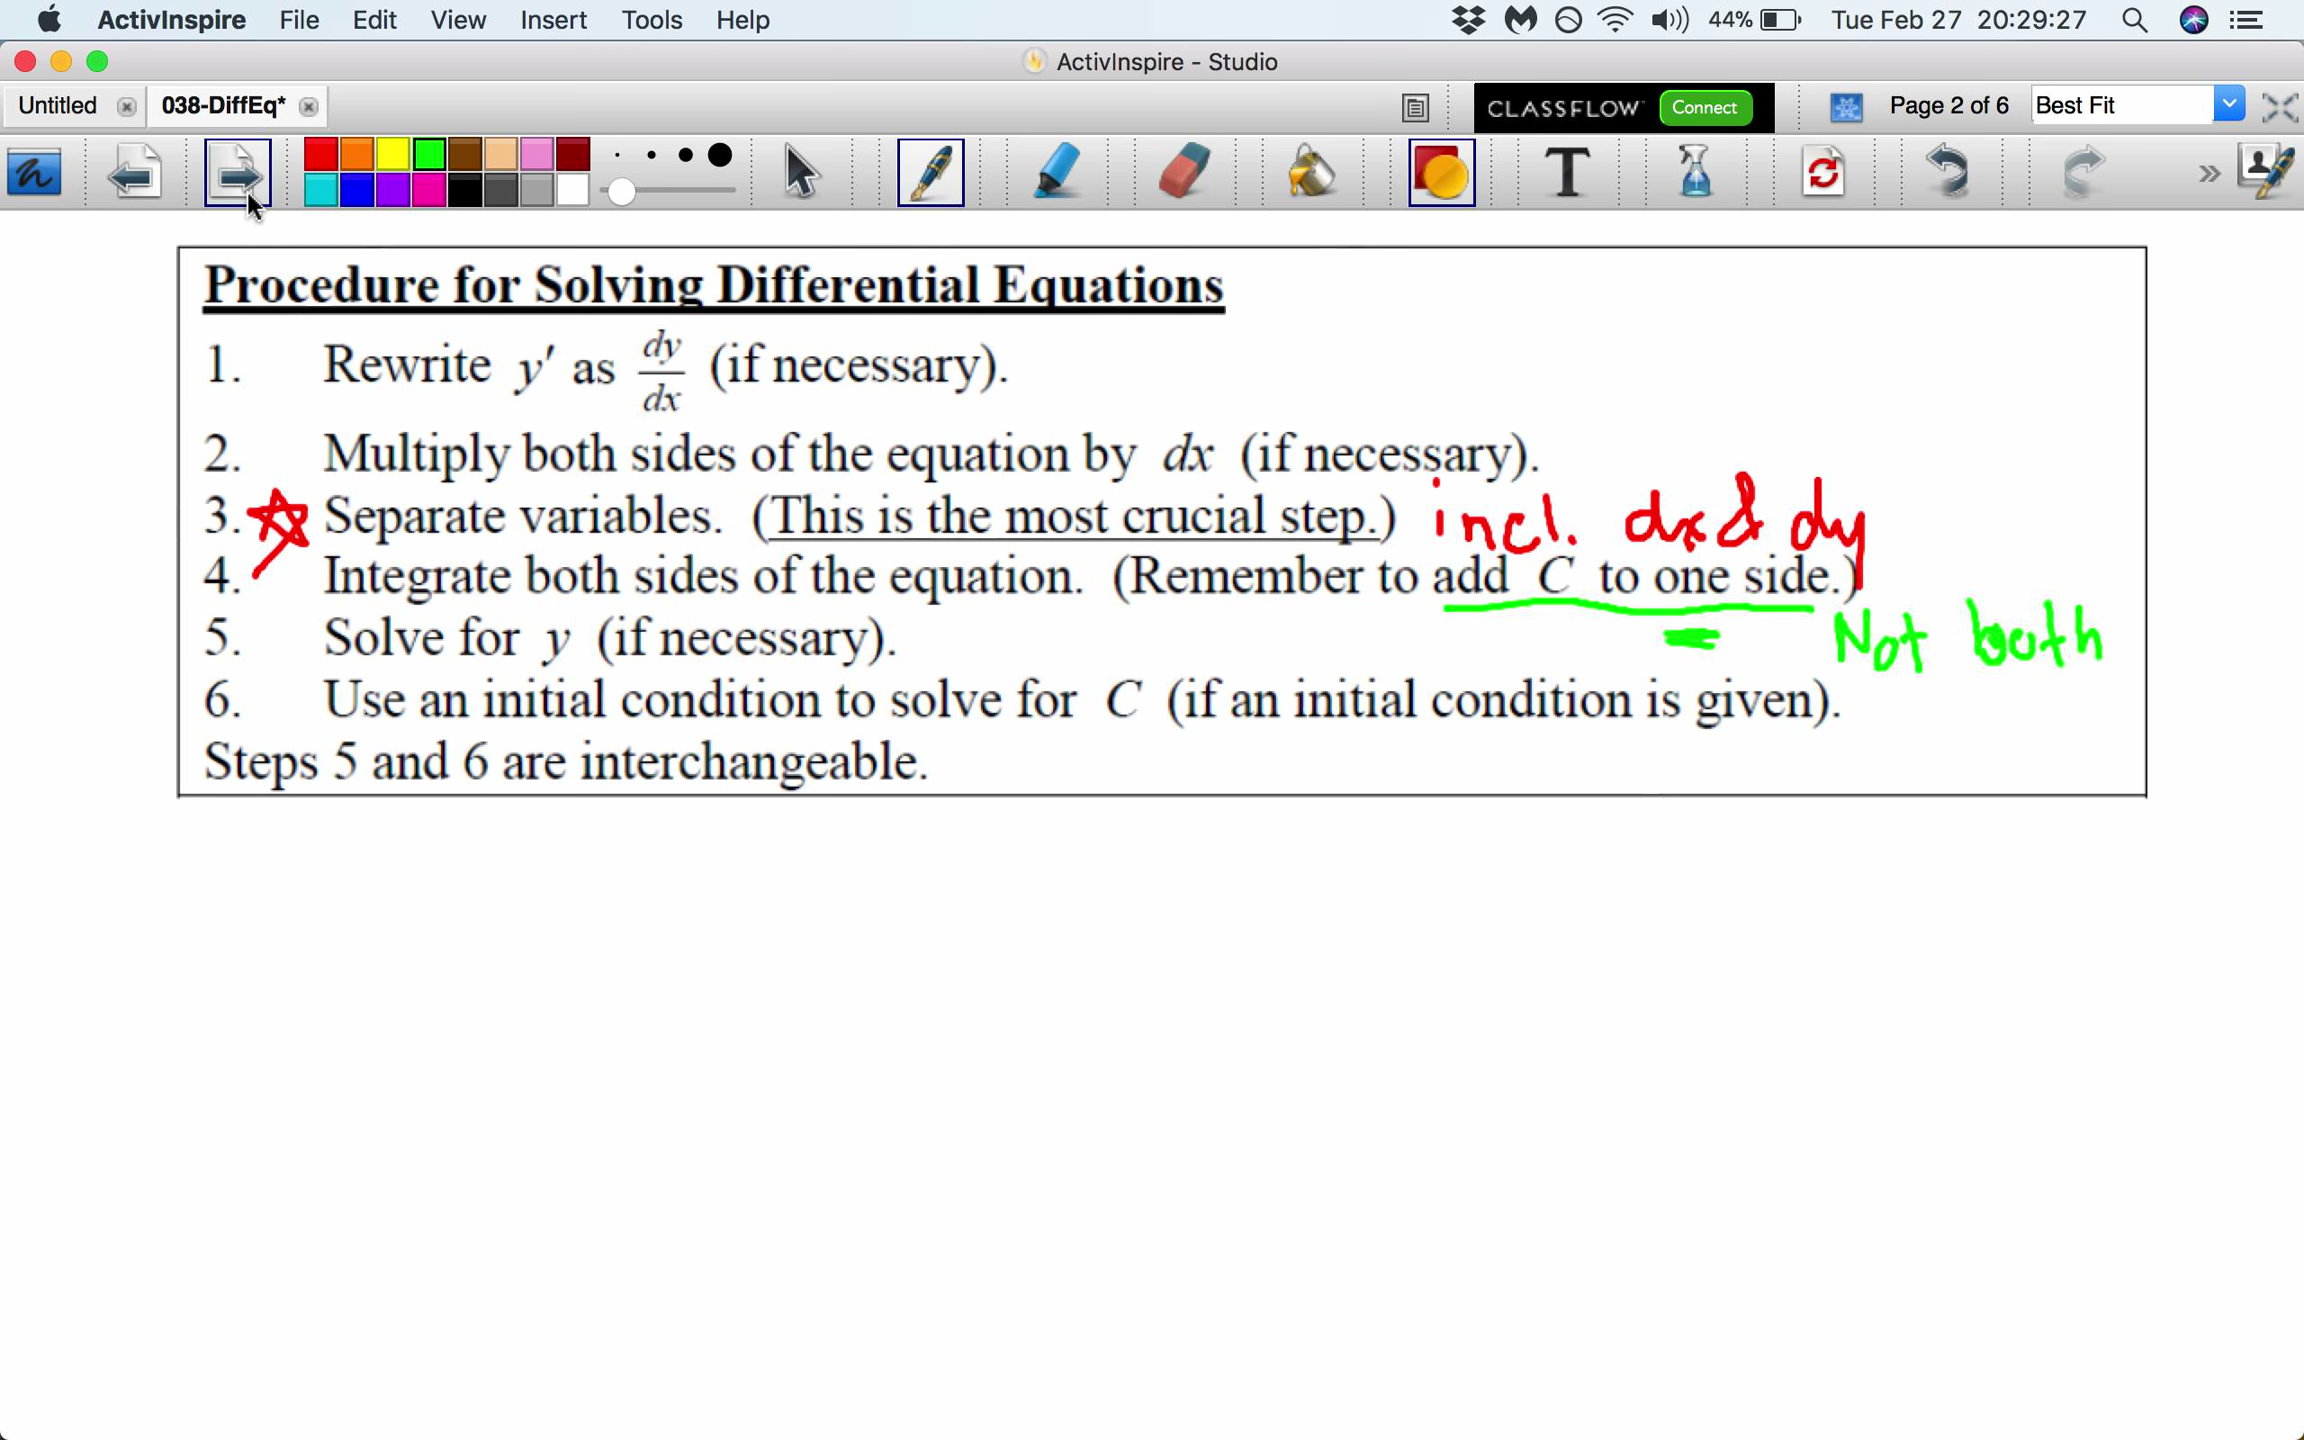 ActivInspire File Edit View Insert Tools Help 44% Tue Feb 27 20:29:27
ActivInspire - Studio
Untitled 038-DiffEq* CLASSFLOW Connect Page 2 of 6 Best Fit
Procedure for Solving Differential Equations
1. Rewrite y′ as dy/dx (if necessary).
2. Multiply both sides of the equation by dx (if necessary).
3. Separate variables. (This is the most crucial step.) incl. dx & dy
4. Integrate both sides of the equation. (Remember to add C to one side.)
Not both
5. Solve for y (if necessary).
6. Use an initial condition to solve for C (if an initial condition is given).
Steps 5 and 6 are interchangeable.